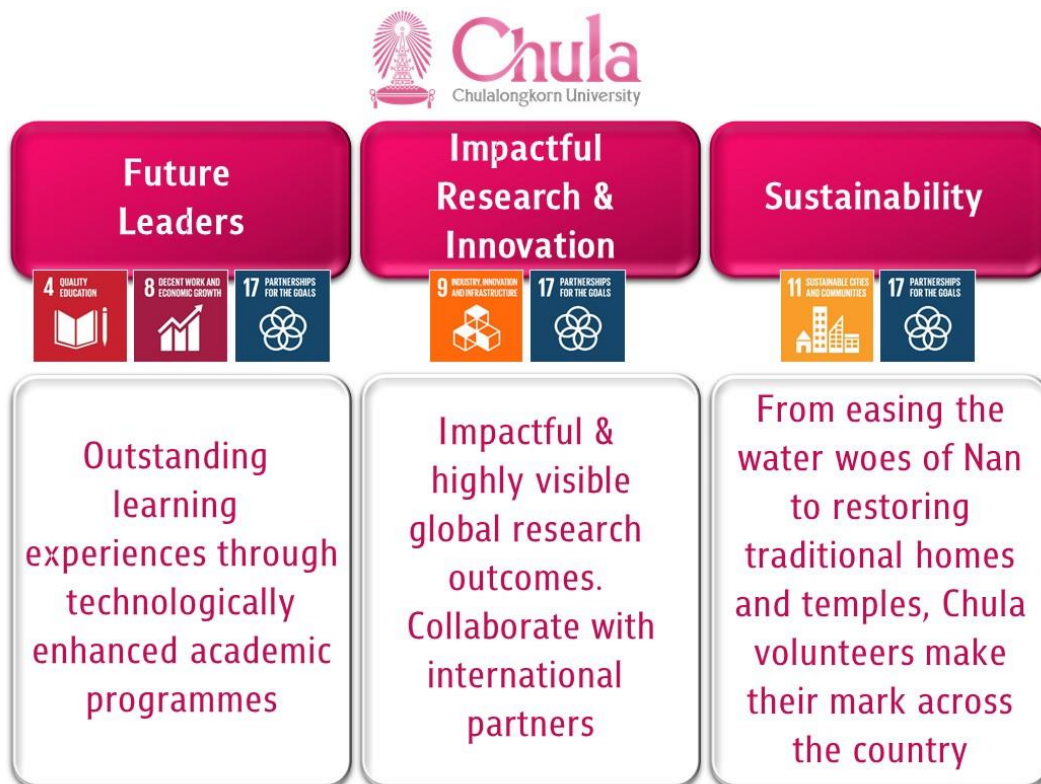 Chula
Chulalongkorn University
Future
Leaders
4 QUALITY
EDUCATION
8 DECENT WORK AND
ECONOMIC GROWTH
17 PARTNERSHIPS
FOR THE GOALS
Outstanding
learning
experiences through
technologically
enhanced academic
programmes
Impactful
Research &
Innovation
9 INDUSTRY, INNOVATION
AND INFRASTRUCTURE
17 PARTNERSHIPS
FOR THE GOALS
Impactful &
highly visible
global research
outcomes.
Collaborate with
international
partners
Sustainability
11 SUSTAINABLE CITIES
AND COMMUNITIES
17 PARTNERSHIPS
FOR THE GOALS
From easing the
water woes of Nan
to restoring
traditional homes
and temples, Chula
volunteers make
their mark across
the country